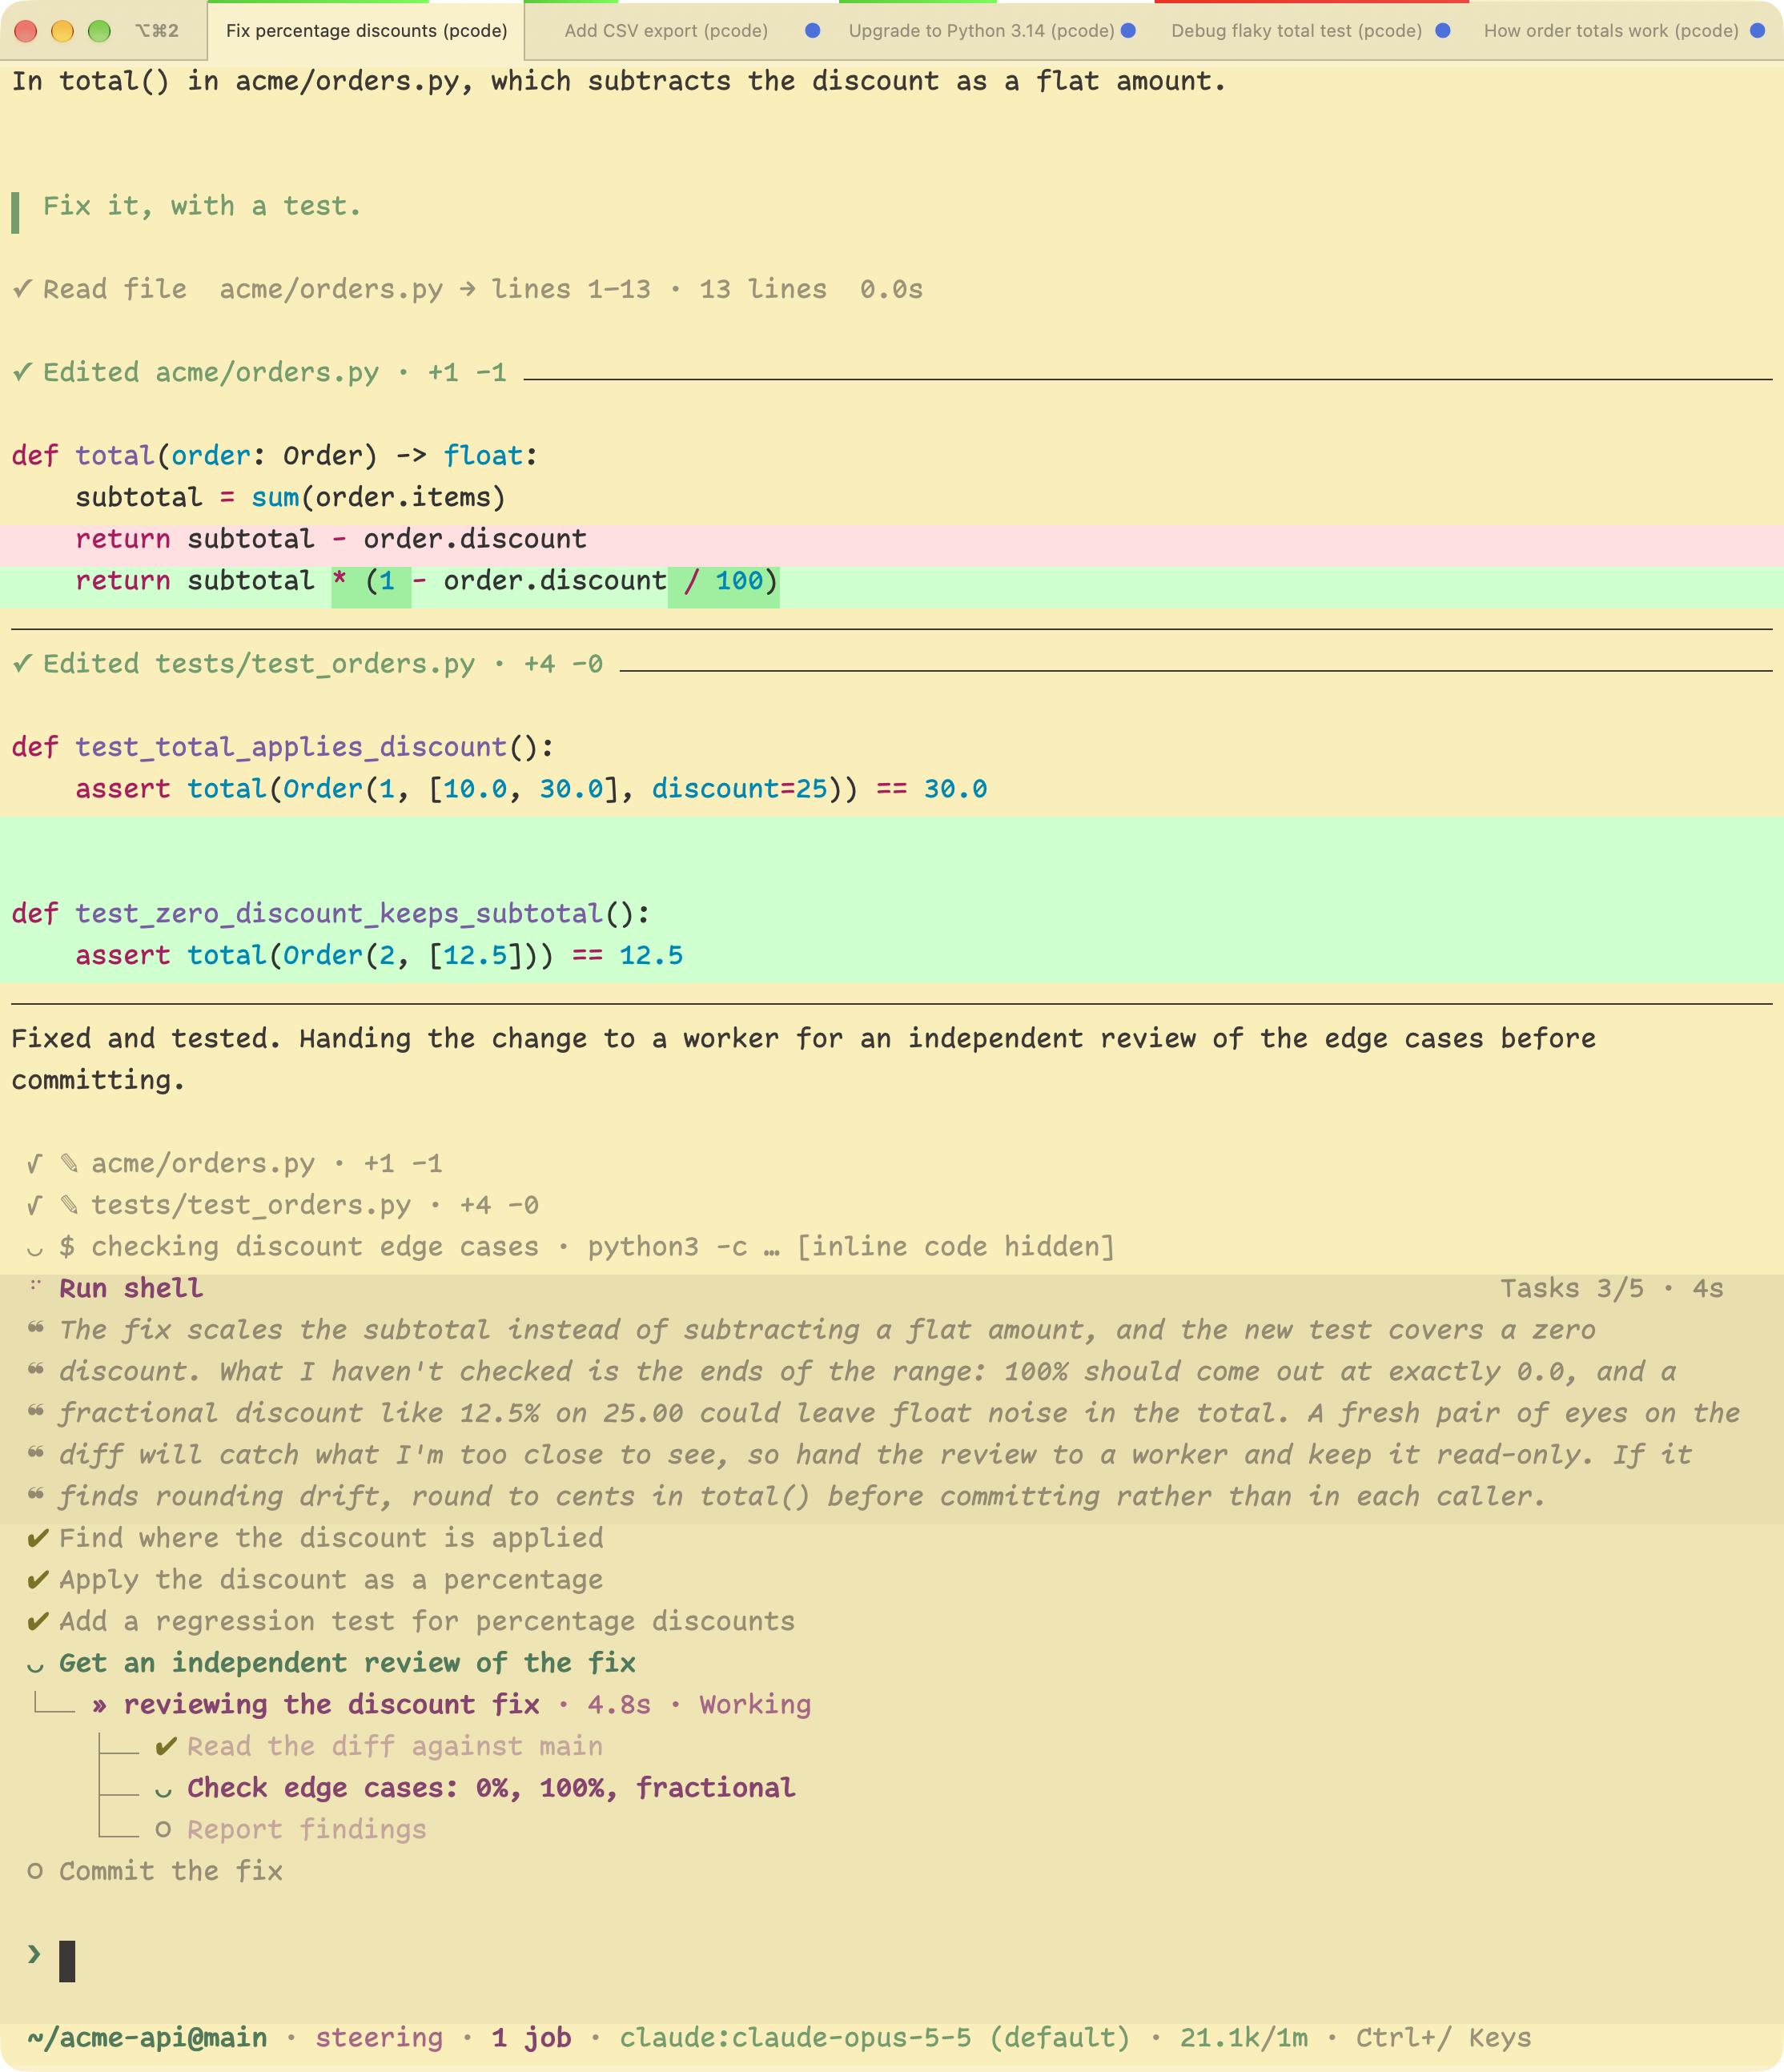 ⌥⌘2 Fix percentage discounts (pcode) Add CSV export (pcode) Upgrade to Python 3.14 (pcode) Debug flaky total test (pcode) How order totals work (pcode)
In total() in acme/orders.py, which subtracts the discount as a flat amount.
Fix it, with a test.
✓ Read file  acme/orders.py → lines 1–13 · 13 lines  0.0s
✓ Edited acme/orders.py · +1 -1
def total(order: Order) -> float:
    subtotal = sum(order.items)
    return subtotal - order.discount
    return subtotal * (1 - order.discount / 100)
✓ Edited tests/test_orders.py · +4 -0
def test_total_applies_discount():
    assert total(Order(1, [10.0, 30.0], discount=25)) == 30.0
def test_zero_discount_keeps_subtotal():
    assert total(Order(2, [12.5])) == 12.5
Fixed and tested. Handing the change to a worker for an independent review of the edge cases before
committing.
√ ✎ acme/orders.py · +1 -1
√ ✎ tests/test_orders.py · +4 -0
◡ $ checking discount edge cases · python3 -c … [inline code hidden]
Run shell Tasks 3/5 · 4s
❝ The fix scales the subtotal instead of subtracting a flat amount, and the new test covers a zero
❝ discount. What I haven't checked is the ends of the range: 100% should come out at exactly 0.0, and a
❝ fractional discount like 12.5% on 25.00 could leave float noise in the total. A fresh pair of eyes on the
❝ diff will catch what I'm too close to see, so hand the review to a worker and keep it read-only. If it
❝ finds rounding drift, round to cents in total() before committing rather than in each caller.
✔ Find where the discount is applied
✔ Apply the discount as a percentage
✔ Add a regression test for percentage discounts
◡ Get an independent review of the fix
└── » reviewing the discount fix · 4.8s · Working
├── ✔ Read the diff against main
├── ◡ Check edge cases: 0%, 100%, fractional
└── ○ Report findings
○ Commit the fix
❯
~/acme-api@main · steering · 1 job · claude:claude-opus-5-5 (default) · 21.1k/1m · Ctrl+/ Keys